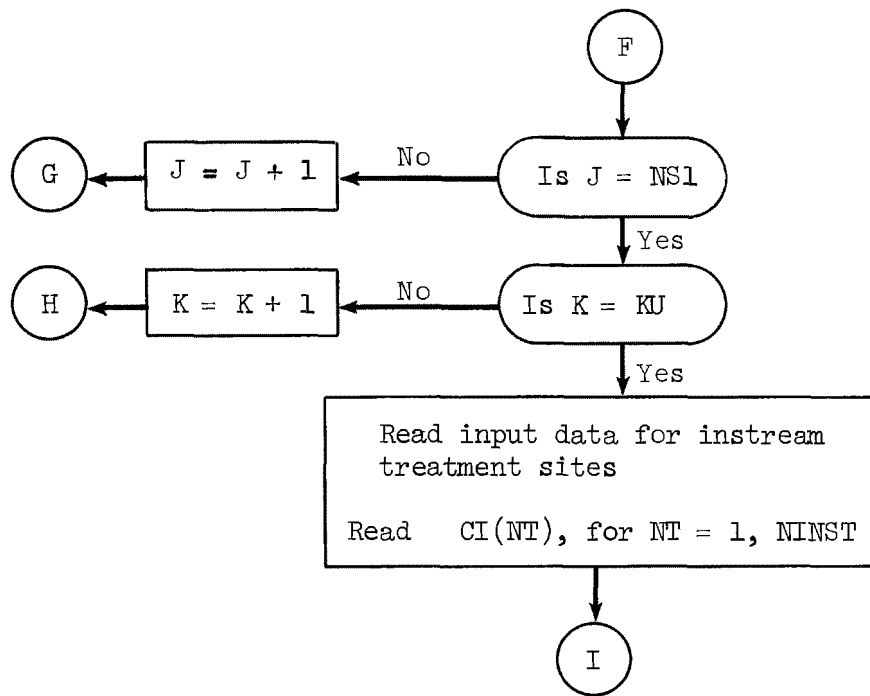 F
Is J = NS1
No
J = J + 1
G
Yes
Is K = KU
No
K = K + 1
H
Yes
Read input data for instream
treatment sites
Read CI(NT), for NT = 1, NINST
I